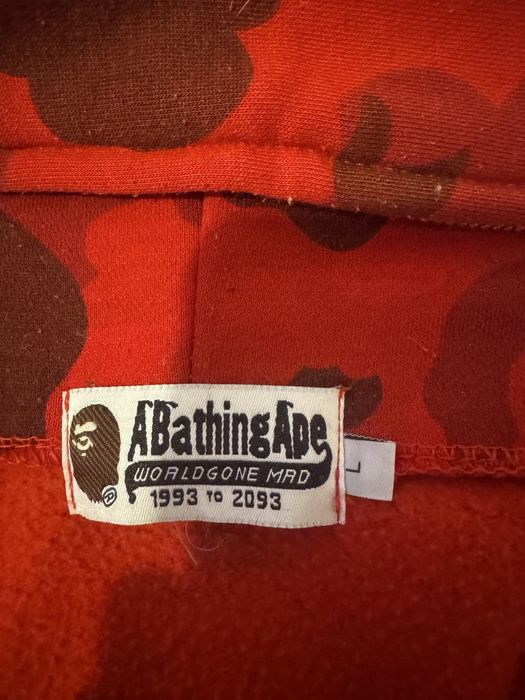 ABathingApe
WORLDGONE MAD
1993 TO 2093
®
L